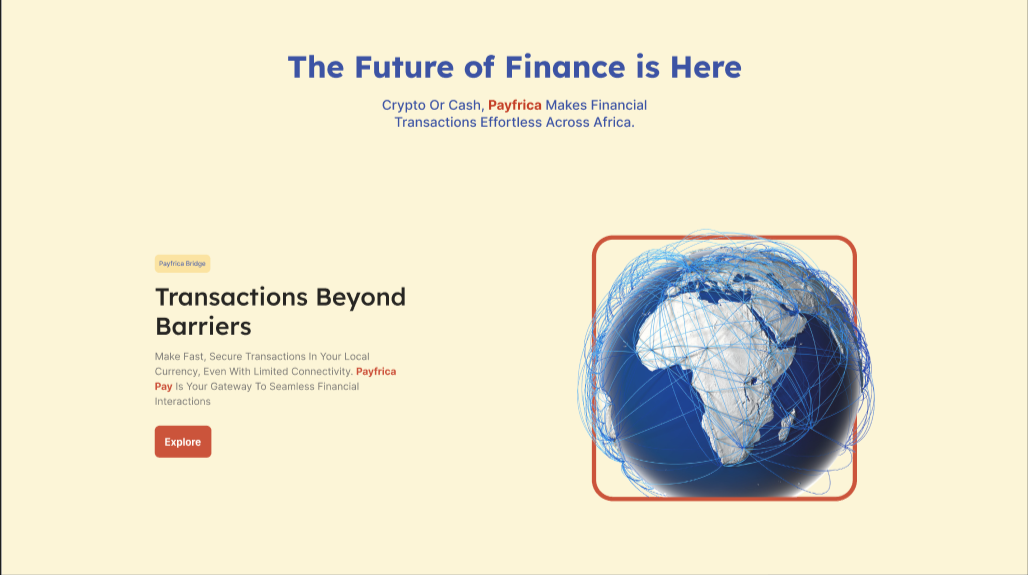 The Future of Finance is Here
Crypto Or Cash, Payfrica Makes Financial
Transactions Effortless Across Africa.
Payfrica Bridge
Transactions Beyond
Barriers
Make Fast, Secure Transactions In Your Local
Currency, Even With Limited Connectivity. Payfrica
Pay Is Your Gateway To Seamless Financial
Interactions
Explore